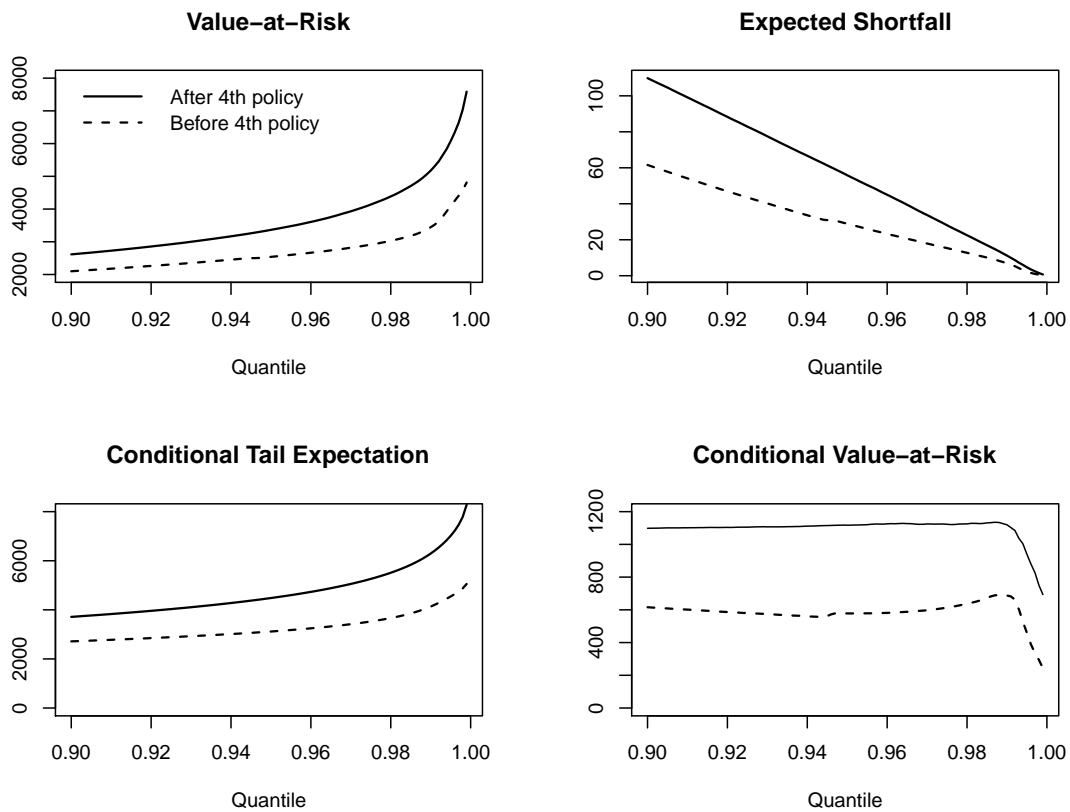 Value−at−Risk
8000
6000
4000
2000
After 4th policy
Before 4th policy
0.90 0.92 0.94 0.96 0.98 1.00
Quantile
Expected Shortfall
100
60
20
0
0.90 0.92 0.94 0.96 0.98 1.00
Quantile
Conditional Tail Expectation
6000
2000
0
0.90 0.92 0.94 0.96 0.98 1.00
Quantile
Conditional Value−at−Risk
1200
800
400
0
0.90 0.92 0.94 0.96 0.98 1.00
Quantile